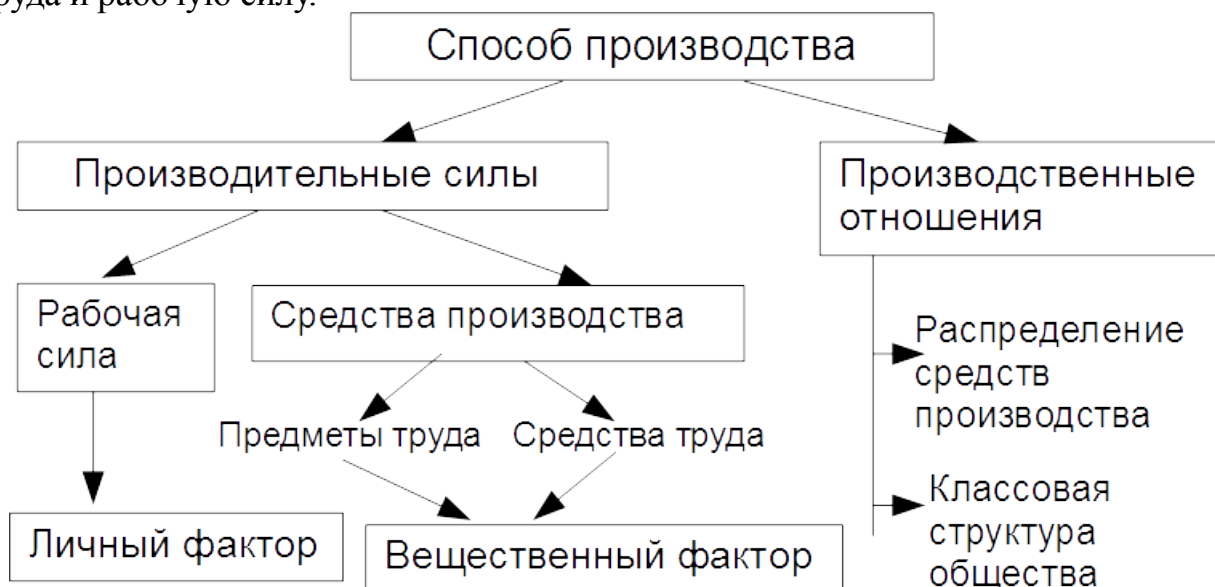 труда и рабочую силу.
Способ производства
Производительные силы
Производственные
отношения
Рабочая
сила
Средства производства
Распределение
средств
производства
Предметы труда
Средства труда
Классовая
структура
общества
Личный фактор
Вещественный фактор